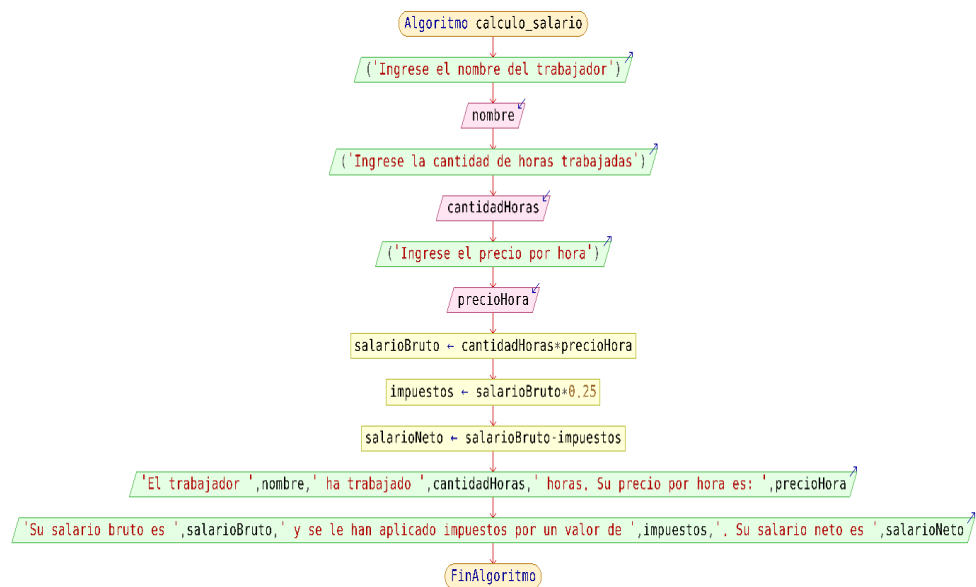 Algoritmo calculo_salario
('Ingrese el nombre del trabajador')
nombre
('Ingrese la cantidad de horas trabajadas')
cantidadHoras
('Ingrese el precio por hora')
precioHora
salarioBruto ← cantidadHoras*precioHora
impuestos ← salarioBruto*0.25
salarioNeto ← salarioBruto-impuestos
'El trabajador ',nombre,' ha trabajado ',cantidadHoras,' horas. Su precio por hora es: ',precioHora
'Su salario bruto es ',salarioBruto,' y se le han aplicado impuestos por un valor de ',impuestos,'. Su salario neto es ',salarioNeto
FinAlgoritmo